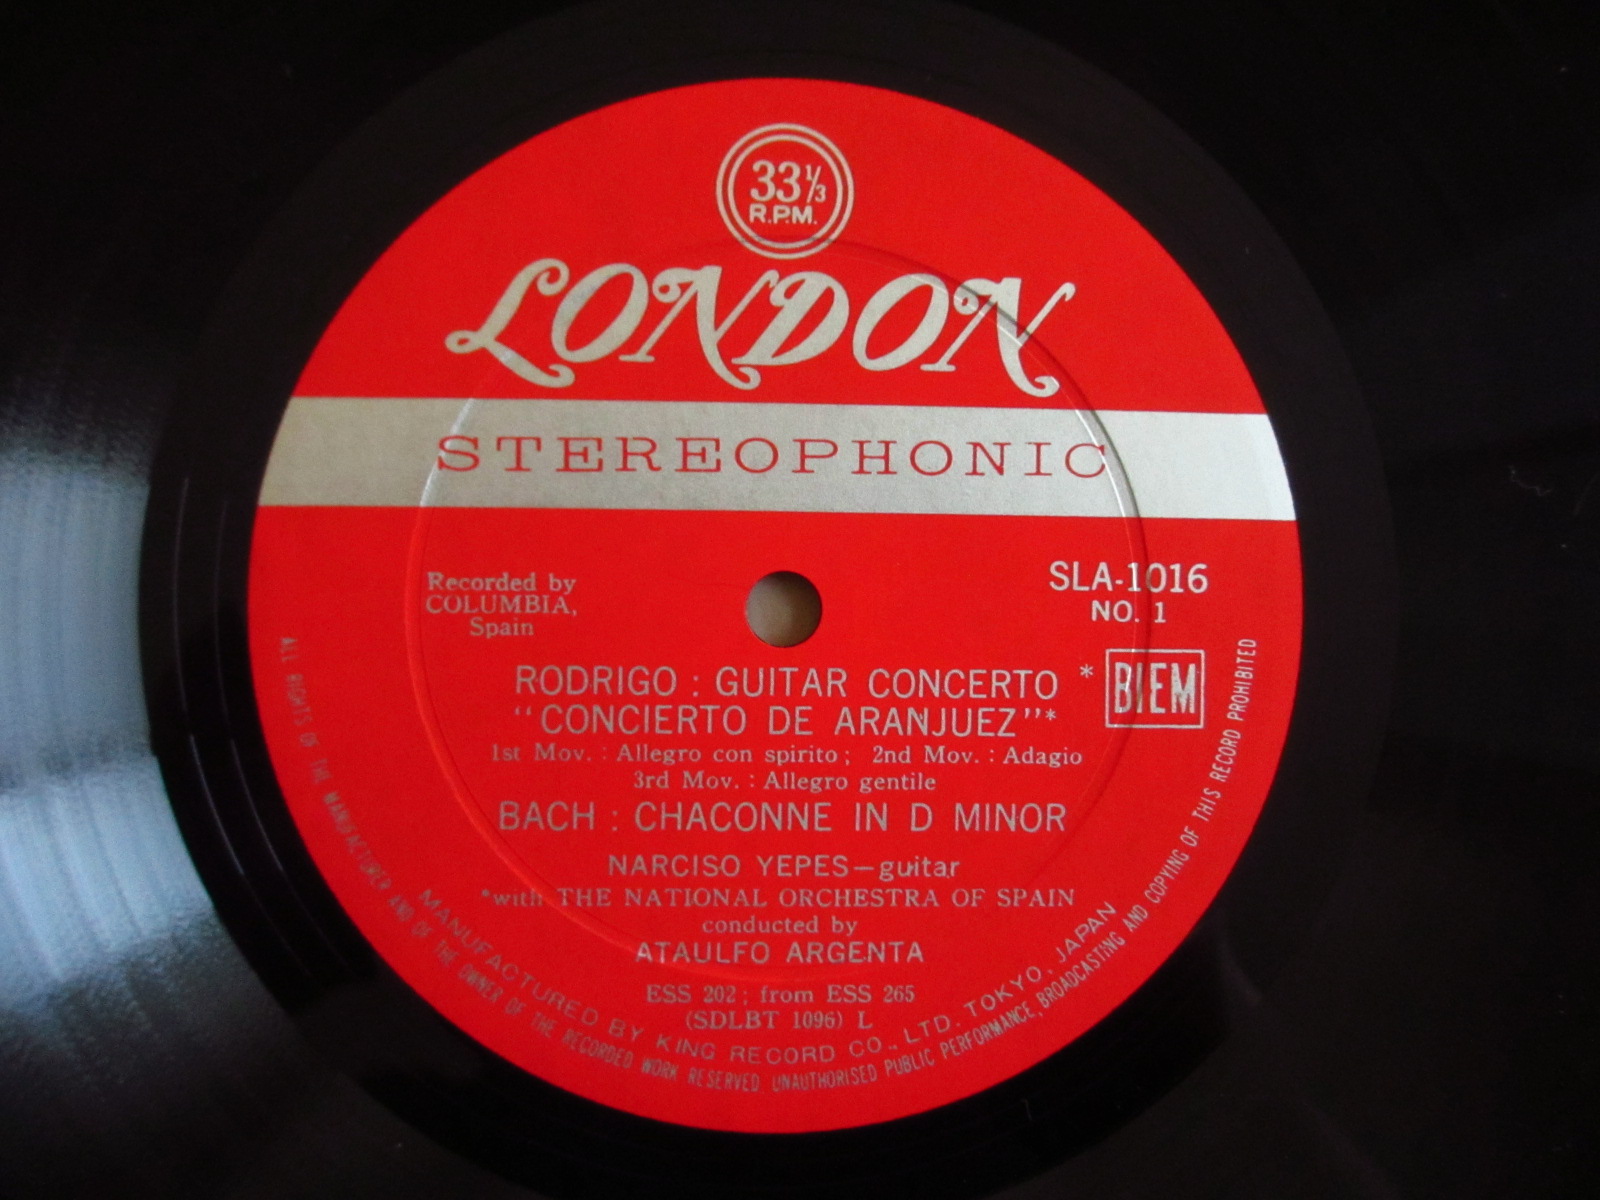 33⅓
R.P.M.
LONDON
STEREOPHONIC
Recorded by
COLUMBIA,
Spain
SLA-1016
NO. 1
RODRIGO : GUITAR CONCERTO *
"CONCIERTO DE ARANJUEZ"*
BIEM
1st Mov. : Allegro con spirito ; 2nd Mov. : Adagio
3rd Mov. : Allegro gentile
BACH : CHACONNE IN D MINOR
NARCISO YEPES—guitar
*with THE NATIONAL ORCHESTRA OF SPAIN
conducted by
ATAULFO ARGENTA
ESS 202 ; from ESS 265
(SDLBT 1096) L
MANUFACTURED BY KING RECORD CO., LTD. TOKYO, JAPAN
ALL RIGHTS OF THE MANUFACTURER AND OF THE OWNER OF THE RECORDED WORK RESERVED UNAUTHORISED PUBLIC PERFORMANCE, BROADCASTING AND COPYING OF THIS RECORD PROHIBITED